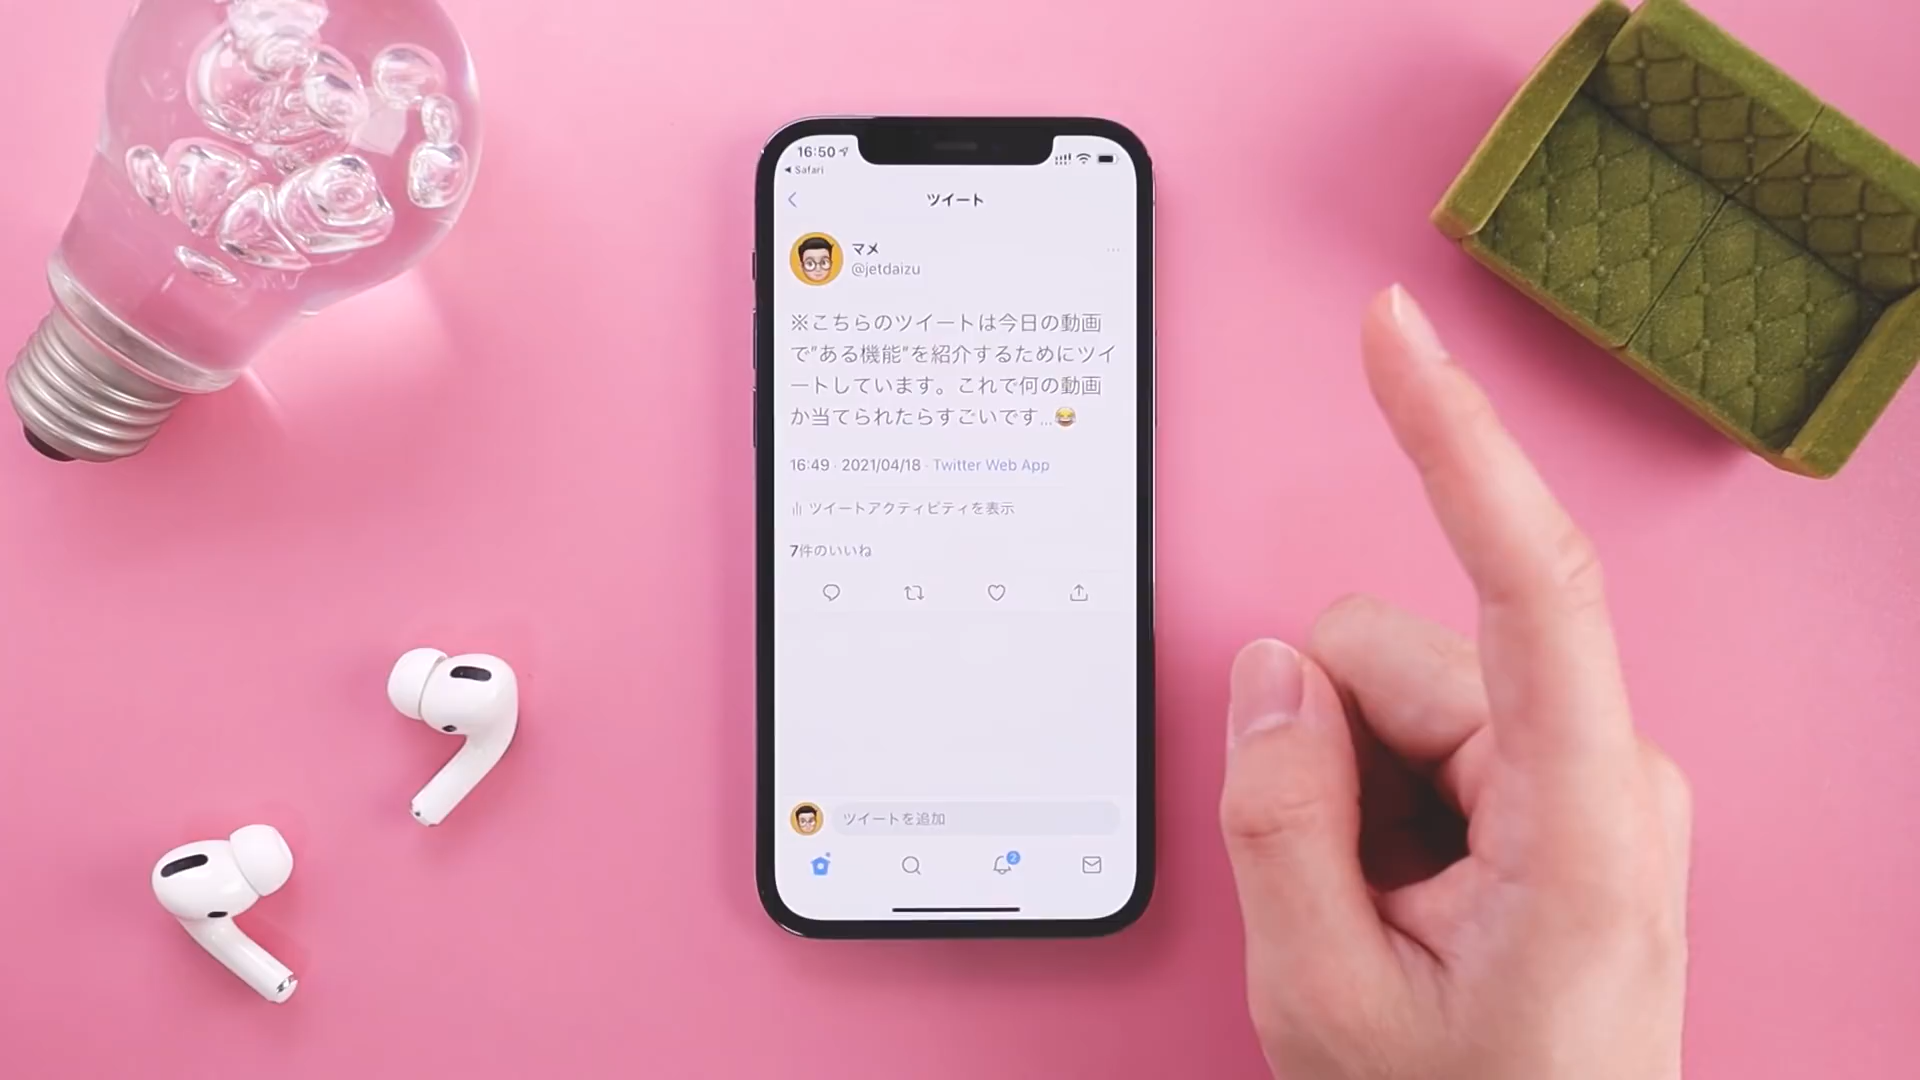 16:50
◀ Safari
ツイート
マメ
@jetdaizu
※こちらのツイートは今日の動画
で"ある機能"を紹介するためにツイ
ートしています。これで何の動画
か当てられたらすごいです...😂
16:49 · 2021/04/18 · Twitter Web App
ツイートアクティビティを表示
7件のいいね
ツイートを追加
2